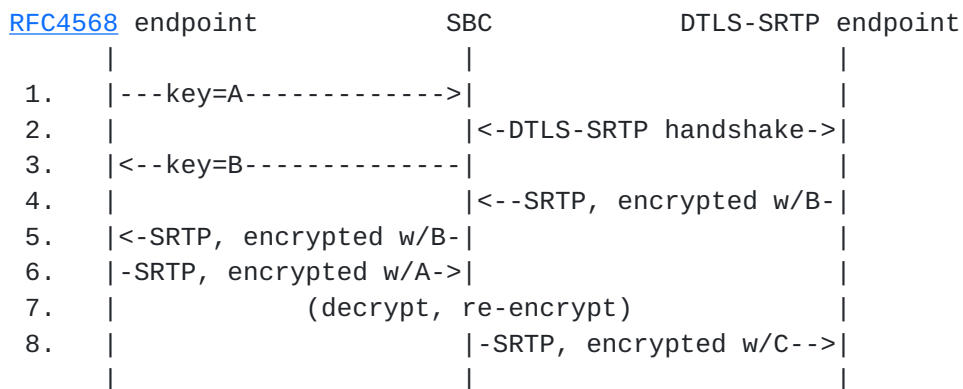 RFC4568 endpoint                SBC              DTLS-SRTP endpoint
      |                          |                         |
 1.   |---key=A----------------->|                         |
 2.   |                          |<-DTLS-SRTP handshake->|
 3.   |<--key=B------------------|                         |
 4.   |                          |<--SRTP, encrypted w/B-|
 5.   |<-SRTP, encrypted w/B-|                         |
 6.   |-SRTP, encrypted w/A->|                         |
 7.   |            (decrypt, re-encrypt)             |
 8.   |                          |-SRTP, encrypted w/C-->|
      |                          |                         |